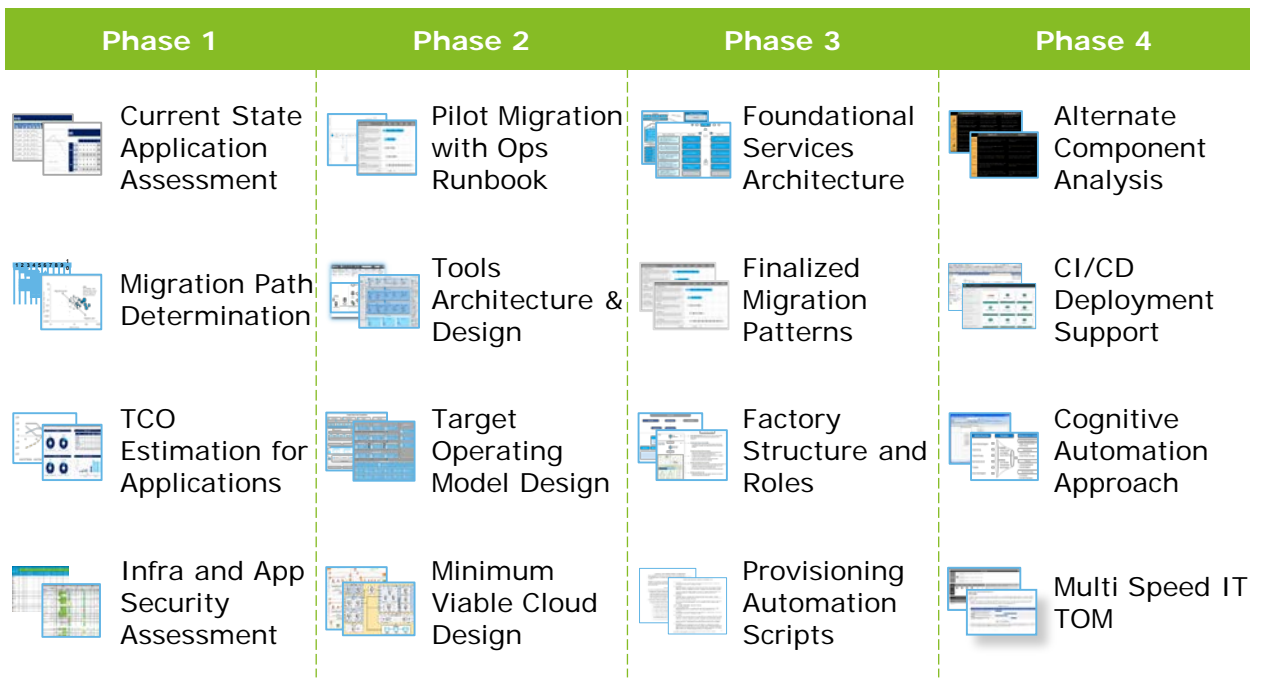 Phase 1
Phase 2
Phase 3
Phase 4
Current State
Application
Assessment
Migration Path
Determination
TCO
Estimation for
Applications
Infra and App
Security
Assessment
Pilot Migration
with Ops
Runbook
Tools
Architecture &
Design
Target
Operating
Model Design
Minimum
Viable Cloud
Design
Foundational
Services
Architecture
Finalized
Migration
Patterns
Factory
Structure and
Roles
Provisioning
Automation
Scripts
Alternate
Component
Analysis
CI/CD
Deployment
Support
Cognitive
Automation
Approach
Multi Speed IT
TOM